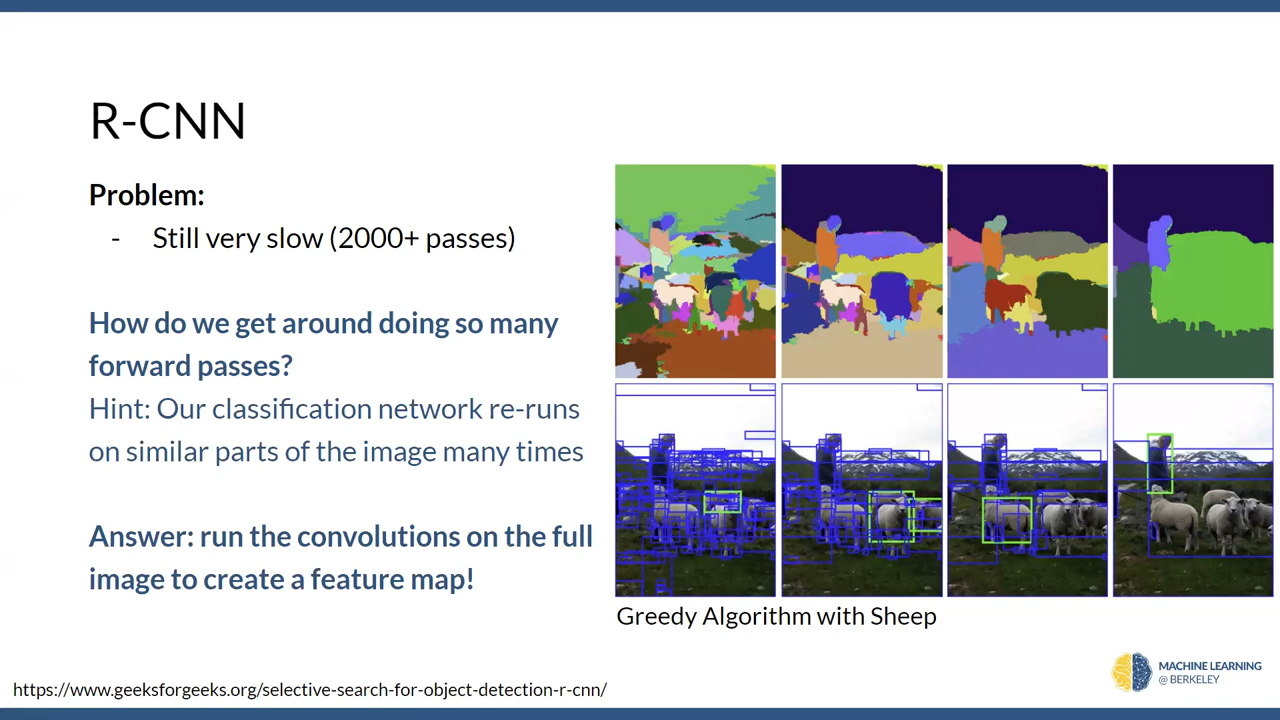 R-CNN
Problem:
- Still very slow (2000+ passes)
How do we get around doing so many
forward passes?
Hint: Our classification network re-runs
on similar parts of the image many times
Answer: run the convolutions on the full
image to create a feature map!
Greedy Algorithm with Sheep
MACHINE LEARNING
@ BERKELEY
https://www.geeksforgeeks.org/selective-search-for-object-detection-r-cnn/